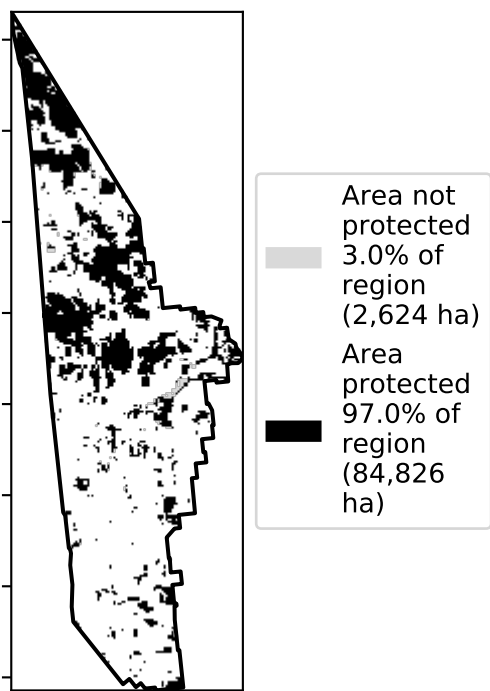 Area not
protected
3.0% of
region
(2,624 ha)
Area
protected
97.0% of
region
(84,826
ha)